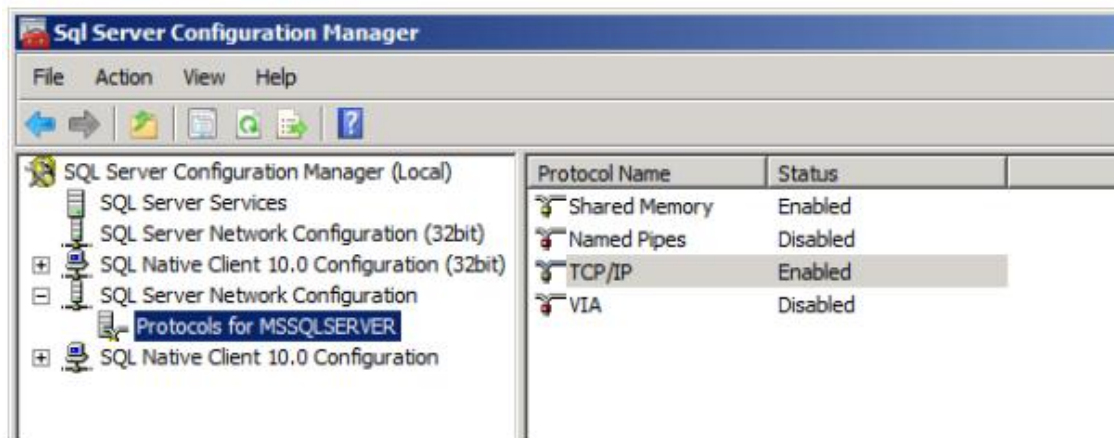 Sql Server Configuration Manager
File Action View Help
SQL Server Configuration Manager (Local)
SQL Server Services
SQL Server Network Configuration (32bit)
SQL Native Client 10.0 Configuration (32bit)
SQL Server Network Configuration
Protocols for MSSQLSERVER
SQL Native Client 10.0 Configuration
Protocol Name Status
Shared Memory Enabled
Named Pipes Disabled
TCP/IP Enabled
VIA Disabled